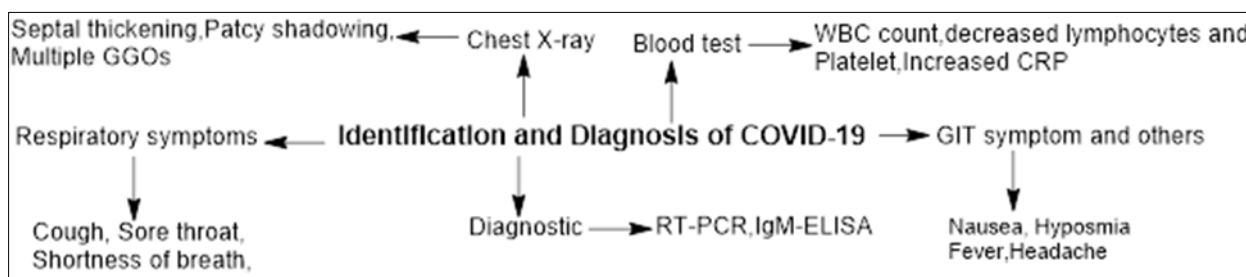 Septal thickening,Patcy shadowing,
Multiple GGOs
Chest X-ray
Blood test
WBC count,decreased lymphocytes and
Platelet,Increased CRP
Respiratory symptoms
Identification and Diagnosis of COVID-19
GIT symptom and others
Cough, Sore throat,
Shortness of breath,
Diagnostic
RT-PCR,IgM-ELISA
Nausea, Hyposmia
Fever,Headache